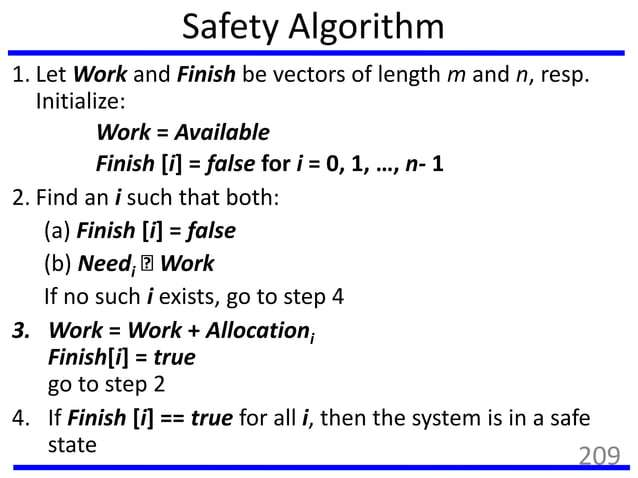 Safety Algorithm
1. Let Work and Finish be vectors of length m and n, resp.
Initialize:
Work = Available
Finish [i] = false for i = 0, 1, …, n- 1
2. Find an i such that both:
(a) Finish [i] = false
(b) Needi � Work
If no such i exists, go to step 4
3. Work = Work + Allocationi
Finish[i] = true
go to step 2
4. If Finish [i] == true for all i, then the system is in a safe
state
209